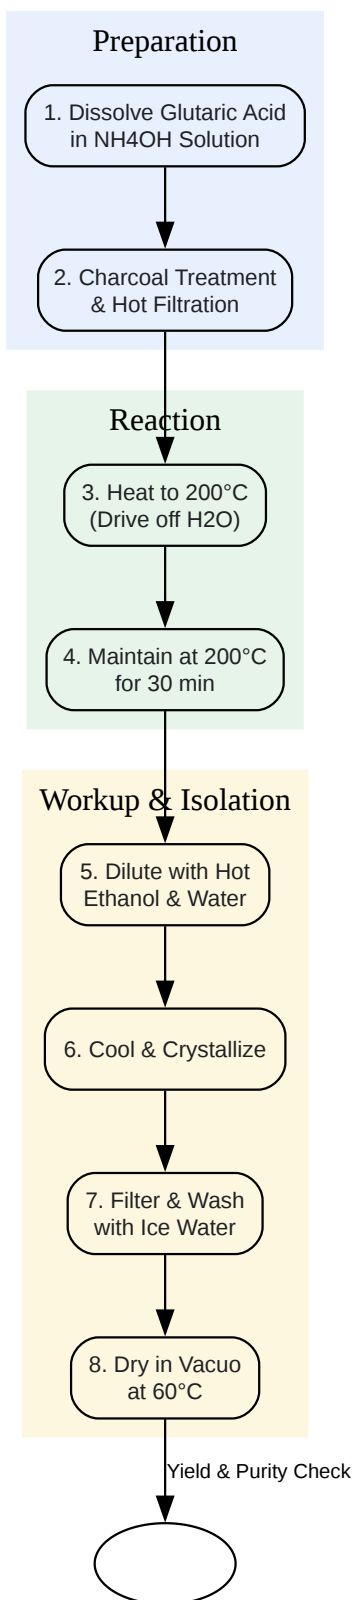 Preparation
1. Dissolve Glutaric Acid
in NH4OH Solution
2. Charcoal Treatment
& Hot Filtration
Reaction
3. Heat to 200°C
(Drive off H2O)
4. Maintain at 200°C
for 30 min
Workup & Isolation
5. Dilute with Hot
Ethanol & Water
6. Cool & Crystallize
7. Filter & Wash
with Ice Water
8. Dry in Vacuo
at 60°C
Yield & Purity Check